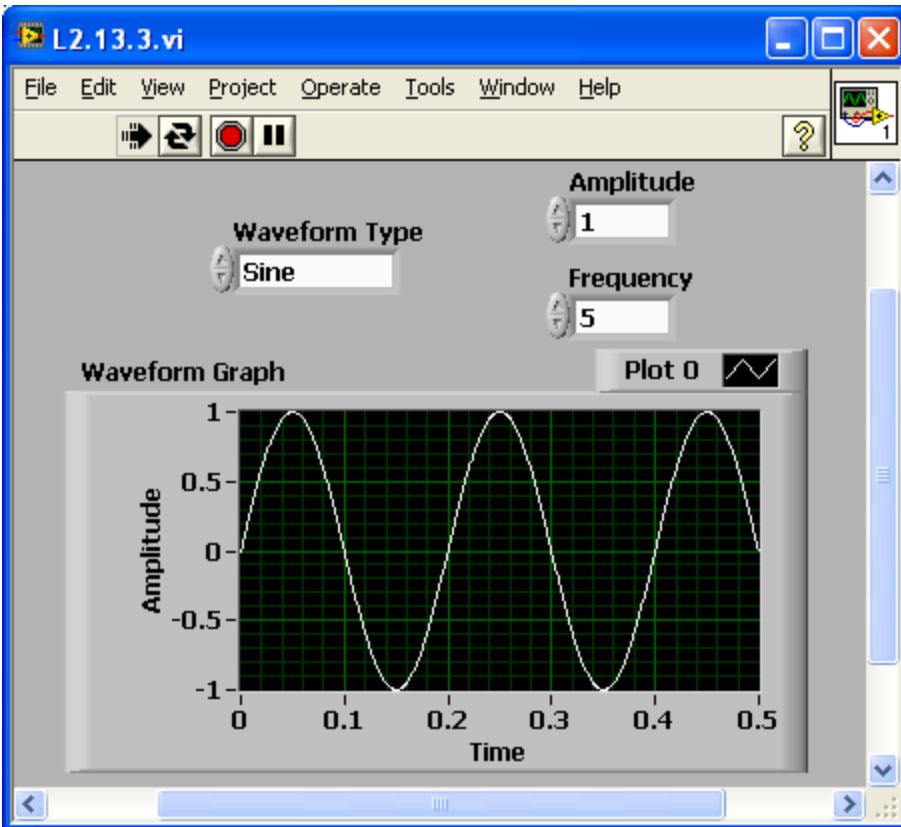 L2.13.3.vi
File Edit View Project Operate Tools Window Help
1
Amplitude
1
Waveform Type
Sine
Frequency
5
Waveform Graph
Plot 0
Amplitude
1
0.5
0
-0.5
-1
0 0.1 0.2 0.3 0.4 0.5
Time